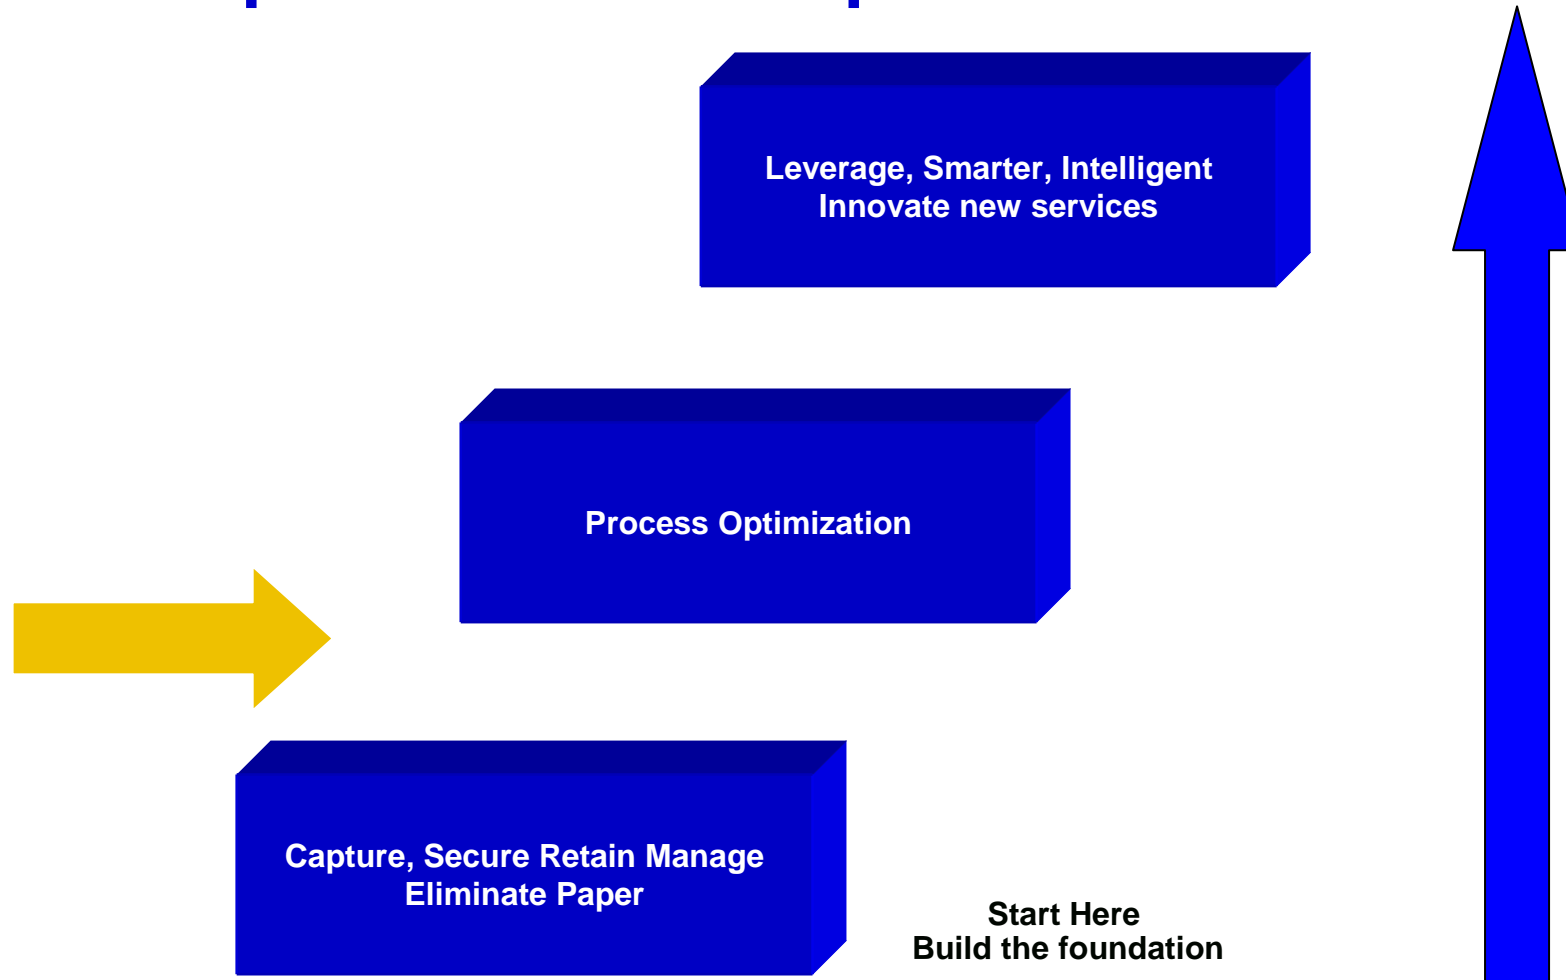 Leverage, Smarter, Intelligent
Innovate new services
Process Optimization
Capture, Secure Retain Manage
Eliminate Paper
Start Here
Build the foundation